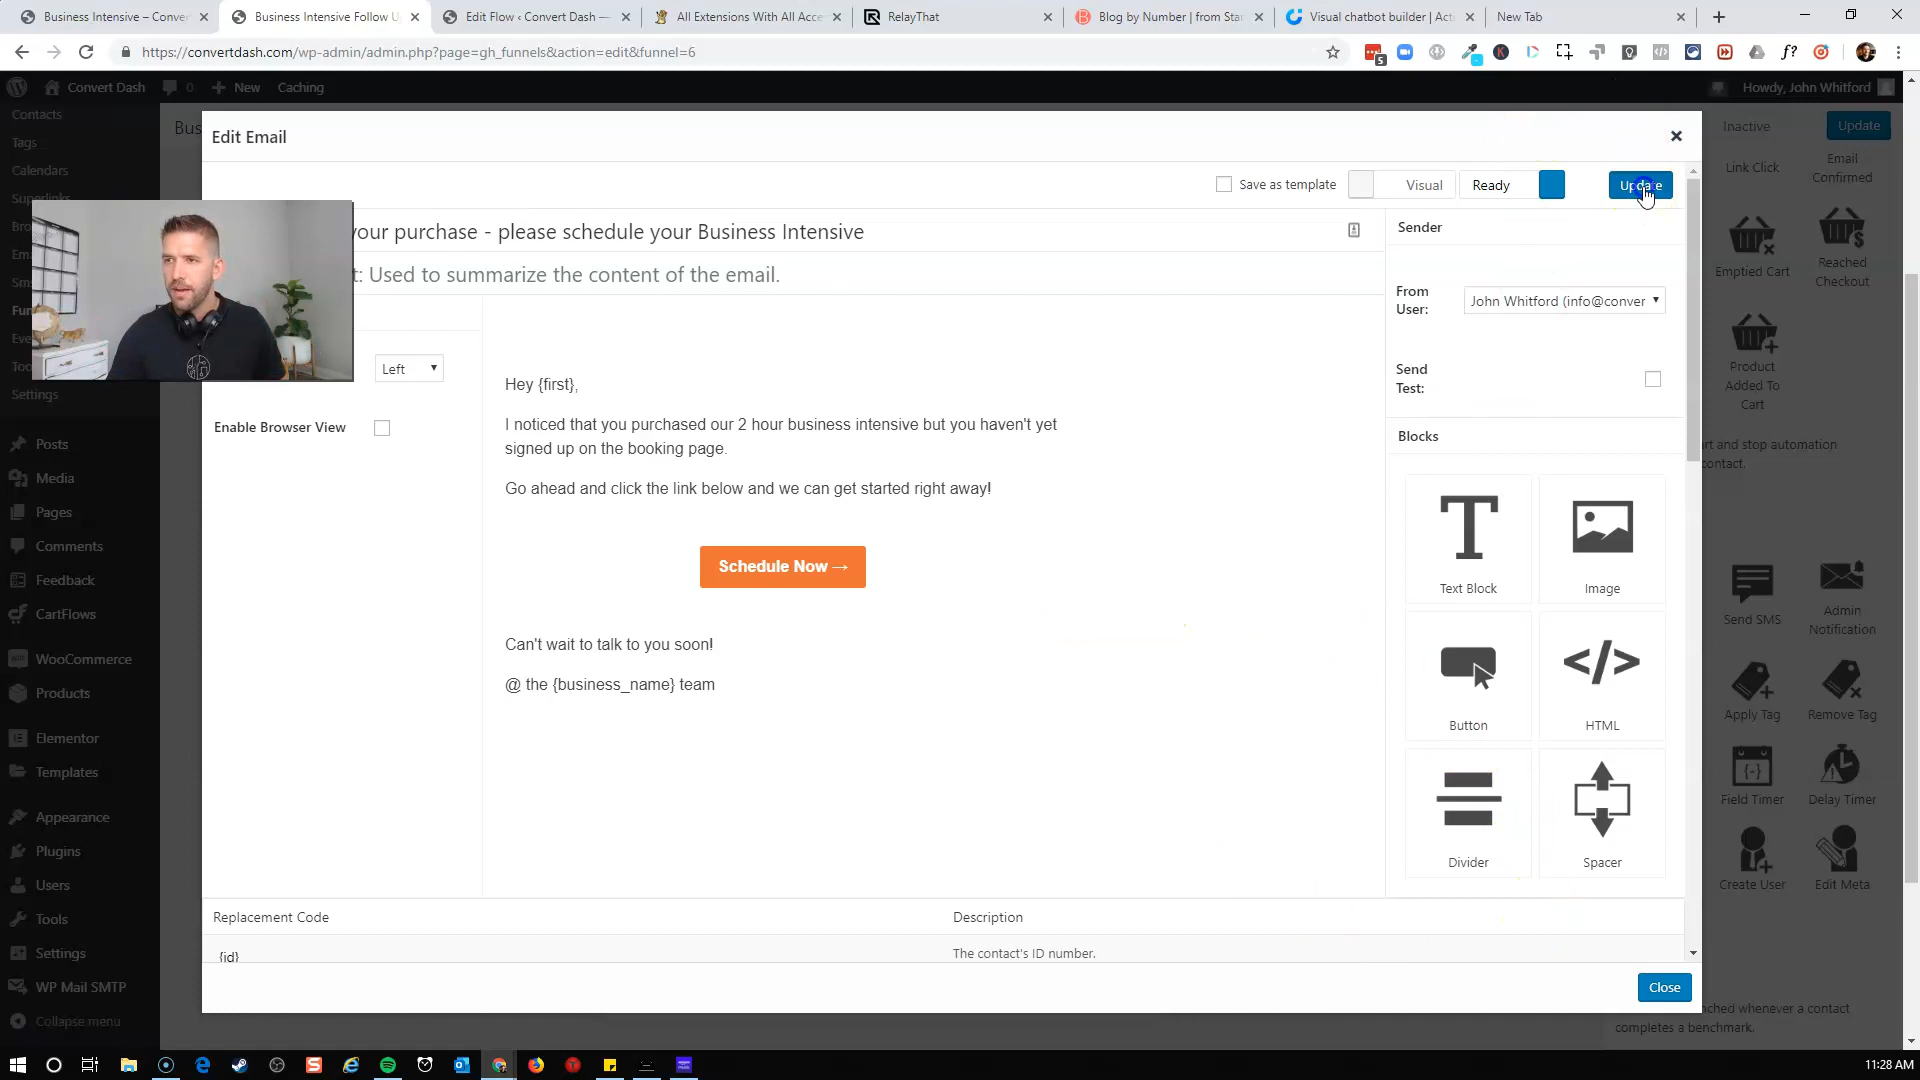 Business Intensive – Conver
Business Intensive Follow U
Edit Flow ‹ Convert Dash —
All Extensions With All Acce
RelayThat
Blog by Number | from Sta
Visual chatbot builder | Act
New Tab
https://convertdash.com/wp-admin/admin.php?page=gh_funnels&action=edit&funnel=6
5
f?
Convert Dash
0
New
Caching
Howdy, John Whitford
Contacts
Tags
Calendars
Superlinks
Settings
Posts
Media
Pages
Comments
Feedback
CartFlows
WooCommerce
Products
Elementor
Templates
Appearance
Plugins
Users
Tools
Settings
WP Mail SMTP
Collapse menu
Edit Email
Save as template
Visual
Ready
Update
our purchase - please schedule your Business Intensive
t: Used to summarize the content of the email.
Left
Enable Browser View
Hey {first},
I noticed that you purchased our 2 hour business intensive but you haven't yet
signed up on the booking page.
Go ahead and click the link below and we can get started right away!
Schedule Now →
Can't wait to talk to you soon!
@ the {business_name} team
Sender
From
User:
John Whitford (info@conver
Send
Test:
Blocks
Text Block
Image
Button
HTML
Divider
Spacer
Replacement Code
Description
{id}
The contact's ID number.
Close
Inactive
Update
Link Click
Email
Confirmed
Emptied Cart
Reached
Checkout
Product
Added To
Cart
rt and stop automation
contact.
Send SMS
Admin
Notification
Apply Tag
Remove Tag
Field Timer
Delay Timer
Create User
Edit Meta
ched whenever a contact
completes a benchmark.
11:28 AM